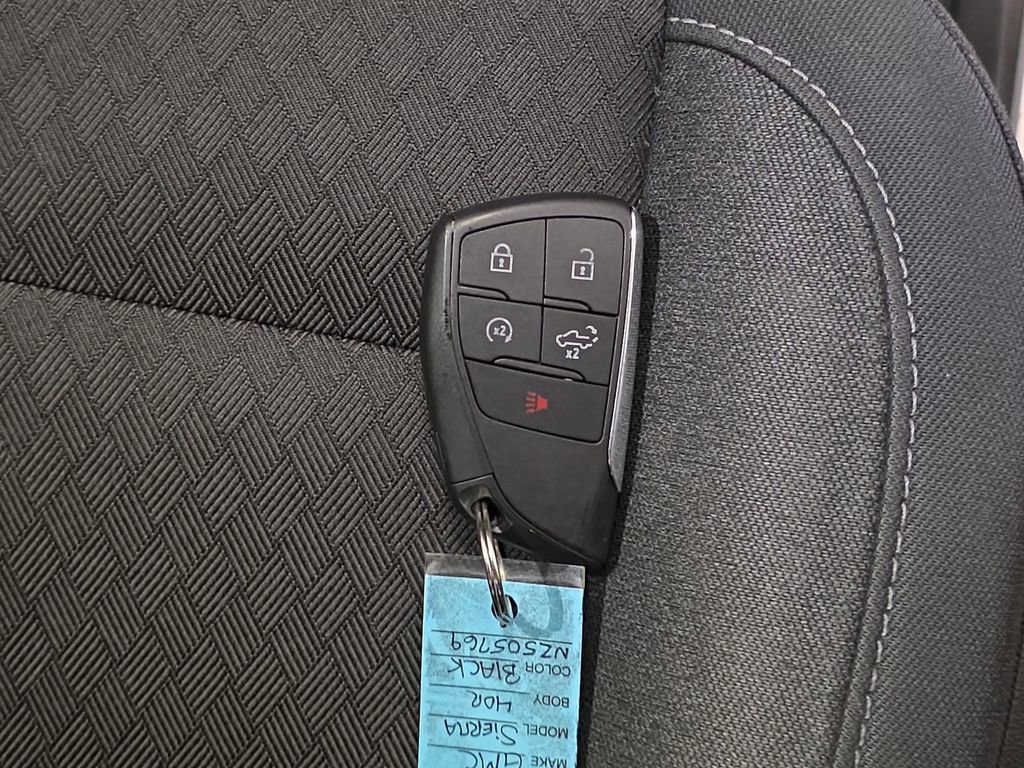 x2
x2
MAKE GMC
MODEL SiERRA
BODY 4DR
COLOR BlACK
NZ505769